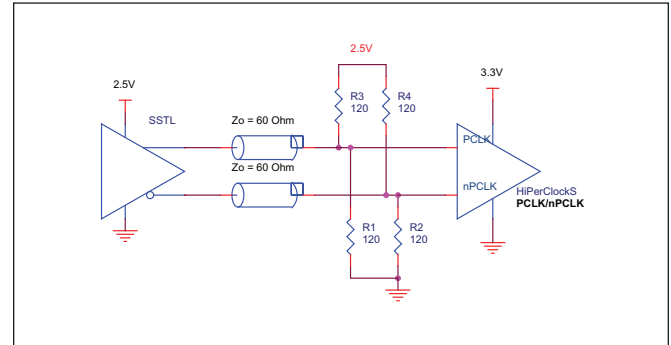 2.5V
2.5V
3.3V
SSTL
R3
120
R4
120
Zo = 60 Ohm
PCLK
Zo = 60 Ohm
nPCLK
HiPerClockS
PCLK/nPCLK
R1
120
R2
120